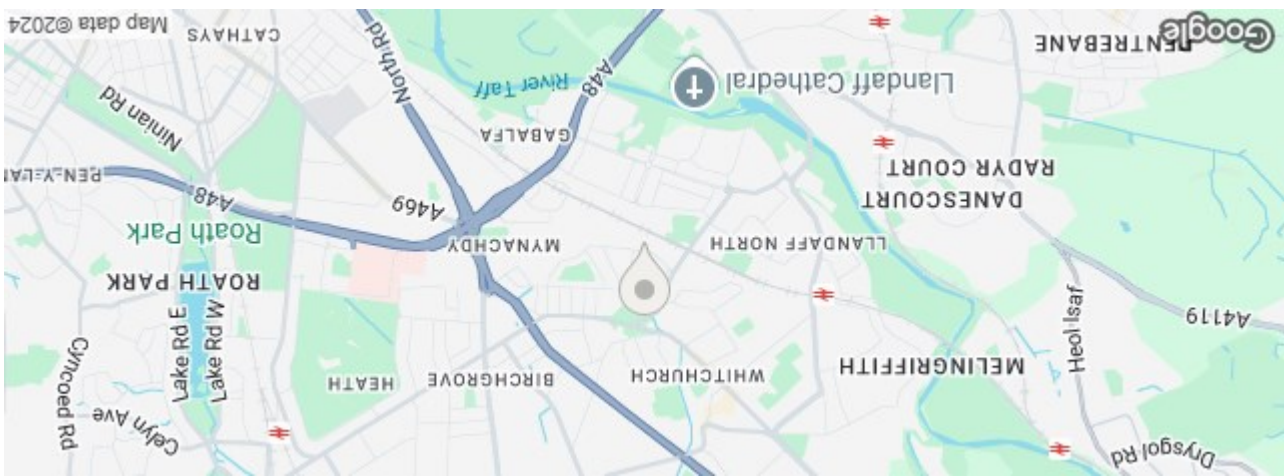 Drysgol Rd
Celyn Ave
Cyncoed Rd
Heol Isaf
MELINGRIFFITH
WHITCHURCH
BIRCHGROVE
HEATH
Lake Rd W
Lake Rd E
A4119
ROATH PARK
LLANDAFF NORTH
MYNACHDY
Roath Park
A469
A48
DANESCOURT
RADYR COURT
PEN-Y-LAN
GABALFA
Ninian Rd
Llandaff Cathedral
River Taff
A48
North Rd
PENTREBANE
CATHAYS
Google
Map data ©2024